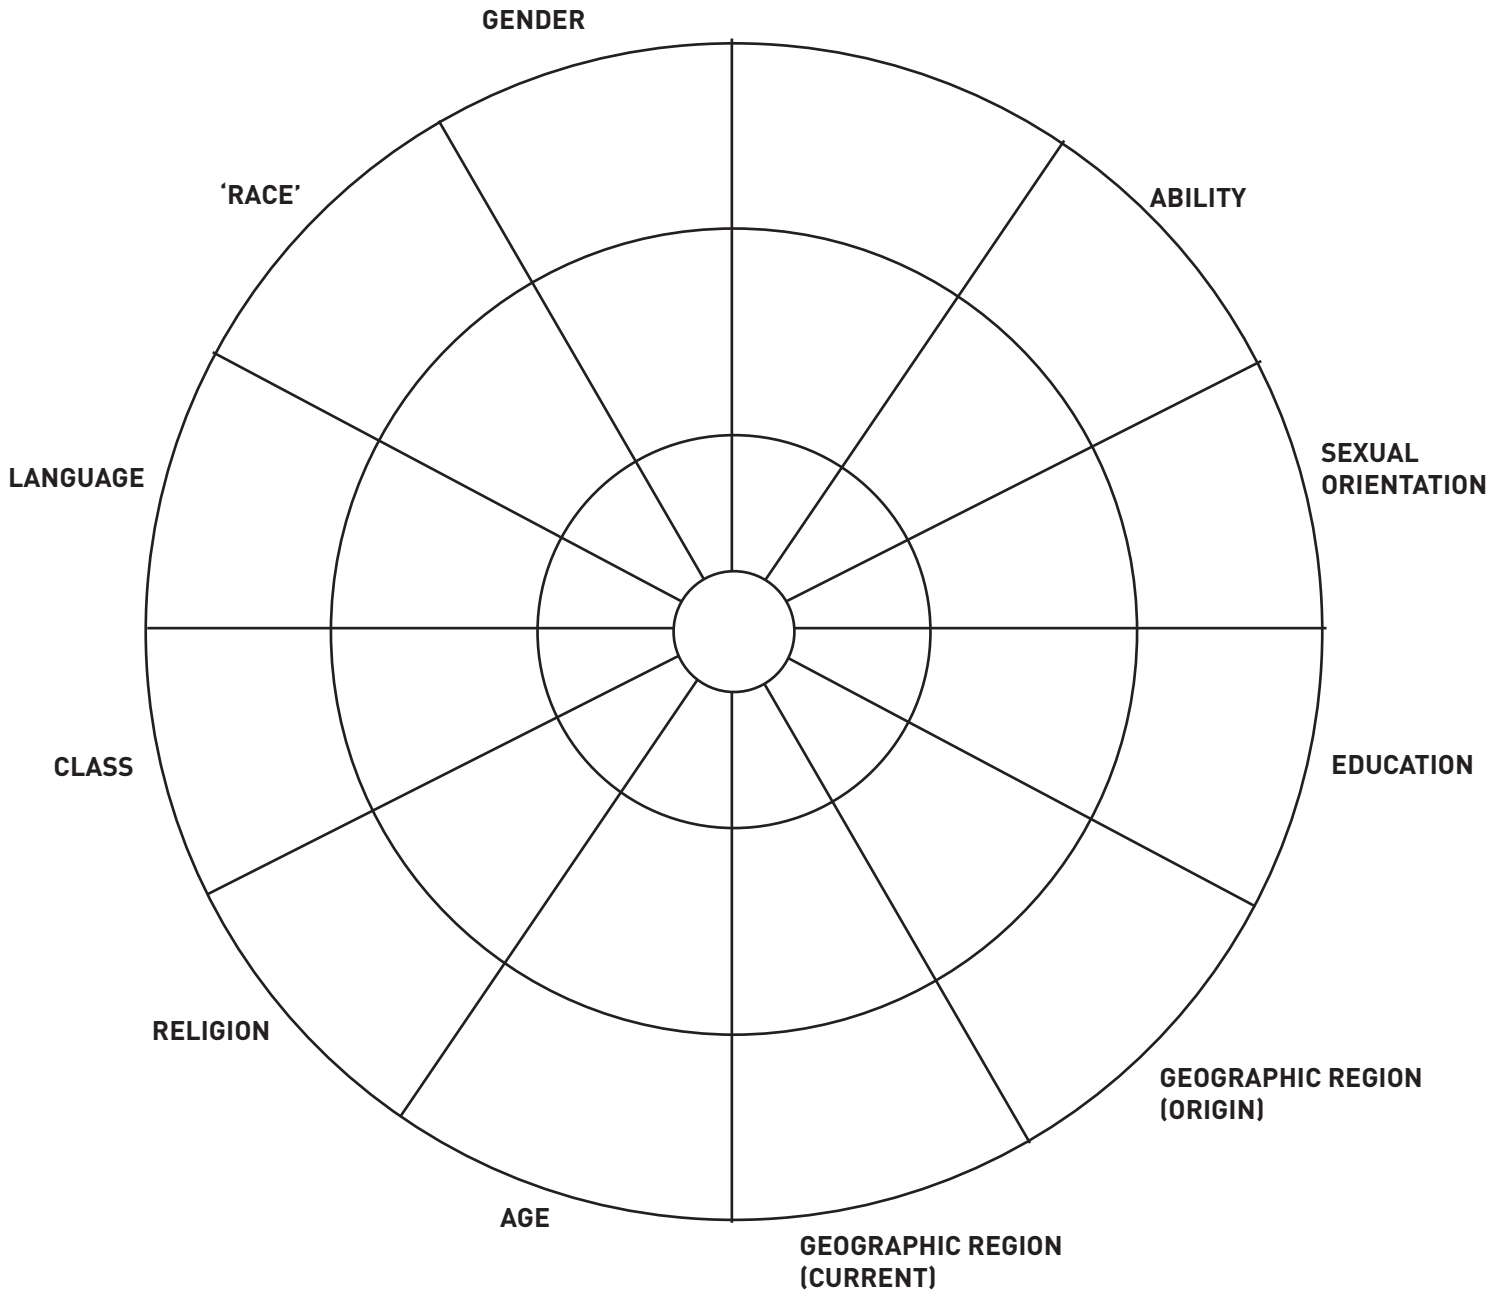 GENDER
‘RACE’
ABILITY
LANGUAGE
SEXUAL
ORIENTATION
CLASS
EDUCATION
RELIGION
GEOGRAPHIC REGION
(ORIGIN)
AGE
GEOGRAPHIC REGION
(CURRENT)